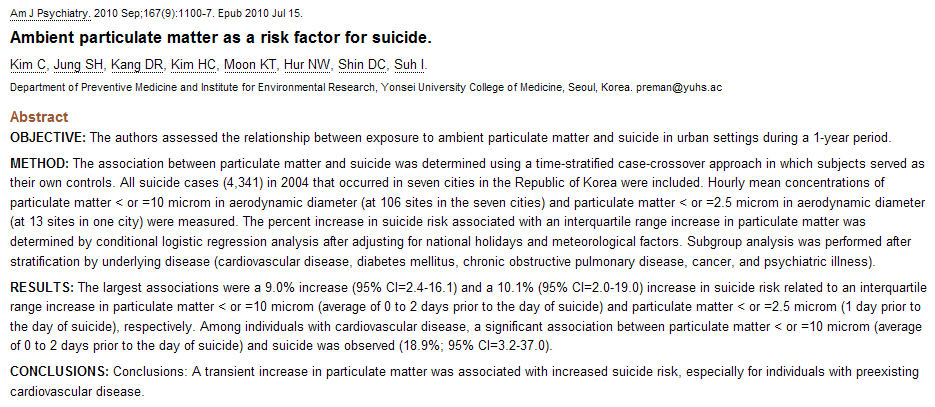 Am J Psychiatry. 2010 Sep;167(9):1100-7. Epub 2010 Jul 15.
Ambient particulate matter as a risk factor for suicide.
Kim C, Jung SH, Kang DR, Kim HC, Moon KT, Hur NW, Shin DC, Suh I.
Department of Preventive Medicine and Institute for Environmental Research, Yonsei University College of Medicine, Seoul, Korea. preman@yuhs.ac
Abstract
OBJECTIVE: The authors assessed the relationship between exposure to ambient particulate matter and suicide in urban settings during a 1-year period.
METHOD: The association between particulate matter and suicide was determined using a time-stratified case-crossover approach in which subjects served as
their own controls. All suicide cases (4,341) in 2004 that occurred in seven cities in the Republic of Korea were included. Hourly mean concentrations of
particulate matter < or =10 microm in aerodynamic diameter (at 106 sites in the seven cities) and particulate matter < or =2.5 microm in aerodynamic diameter
(at 13 sites in one city) were measured. The percent increase in suicide risk associated with an interquartile range increase in particulate matter was
determined by conditional logistic regression analysis after adjusting for national holidays and meteorological factors. Subgroup analysis was performed after
stratification by underlying disease (cardiovascular disease, diabetes mellitus, chronic obstructive pulmonary disease, cancer, and psychiatric illness).
RESULTS: The largest associations were a 9.0% increase (95% CI=2.4-16.1) and a 10.1% (95% CI=2.0-19.0) increase in suicide risk related to an interquartile
range increase in particulate matter < or =10 microm (average of 0 to 2 days prior to the day of suicide) and particulate matter < or =2.5 microm (1 day prior to
the day of suicide), respectively. Among individuals with cardiovascular disease, a significant association between particulate matter < or =10 microm (average
of 0 to 2 days prior to the day of suicide) and suicide was observed (18.9%; 95% CI=3.2-37.0).
CONCLUSIONS: Conclusions: A transient increase in particulate matter was associated with increased suicide risk, especially for individuals with preexisting
cardiovascular disease.